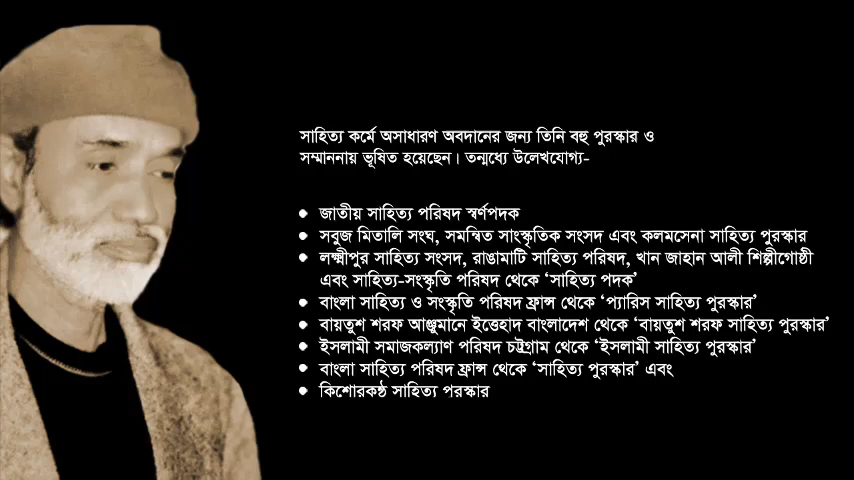 সাহিত্য কর্মে অসাধারণ অবদানের জন্য তিনি বহু পুরস্কার ও
সম্মাননায় ভূষিত হয়েছেন। তন্মধ্যে উলেখযোগ্য-
• জাতীয় সাহিত্য পরিষদ স্বর্ণপদক
• সবুজ মিতালি সংঘ, সমন্বিত সাংস্কৃতিক সংসদ এবং কলমসেনা সাহিত্য পুরস্কার
• লক্ষ্মীপুর সাহিত্য সংসদ, রাঙামাটি সাহিত্য পরিষদ, খান জাহান আলী শিল্পীগোষ্ঠী
এবং সাহিত্য-সংস্কৃতি পরিষদ থেকে ‘সাহিত্য পদক’
• বাংলা সাহিত্য ও সংস্কৃতি পরিষদ ফ্রান্স থেকে ‘প্যারিস সাহিত্য পুরস্কার’
• বায়তুশ শরফ আঞ্জুমানে ইত্তেহাদ বাংলাদেশ থেকে ‘বায়তুশ শরফ সাহিত্য পুরস্কার’
• ইসলামী সমাজকল্যাণ পরিষদ চট্টগ্রাম থেকে ‘ইসলামী সাহিত্য পুরস্কার’
• বাংলা সাহিত্য পরিষদ ফ্রান্স থেকে ‘সাহিত্য পুরস্কার’ এবং
• কিশোরকণ্ঠ সাহিত্য পরস্কার